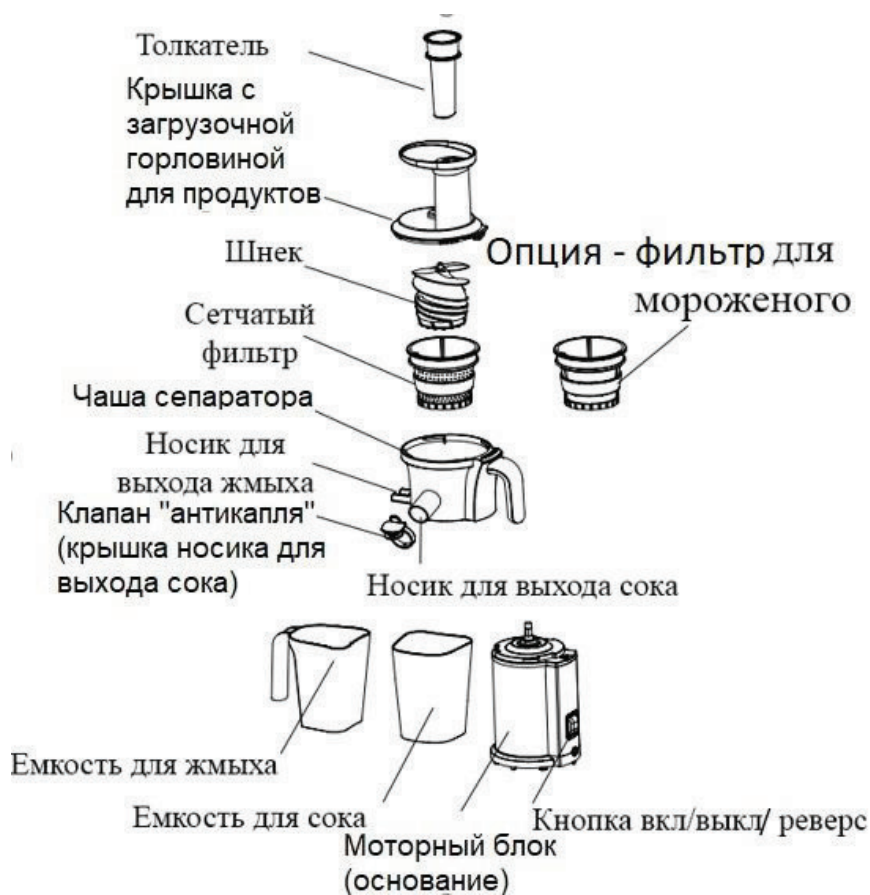 Толкатель
Крышка с
загрузочной
горловиной
для продуктов
Шнек
Опция - фильтр для
мороженого
Сетчатый
фильтр
Чаша сепаратора
Носик для
выхода жмыха
Клапан "антикапля"
(крышка носика для
выхода сока)
Носик для выхода сока
Емкость для жмыха
Емкость для сока
Кнопка вкл/выкл/ реверс
Моторный блок
(основание)